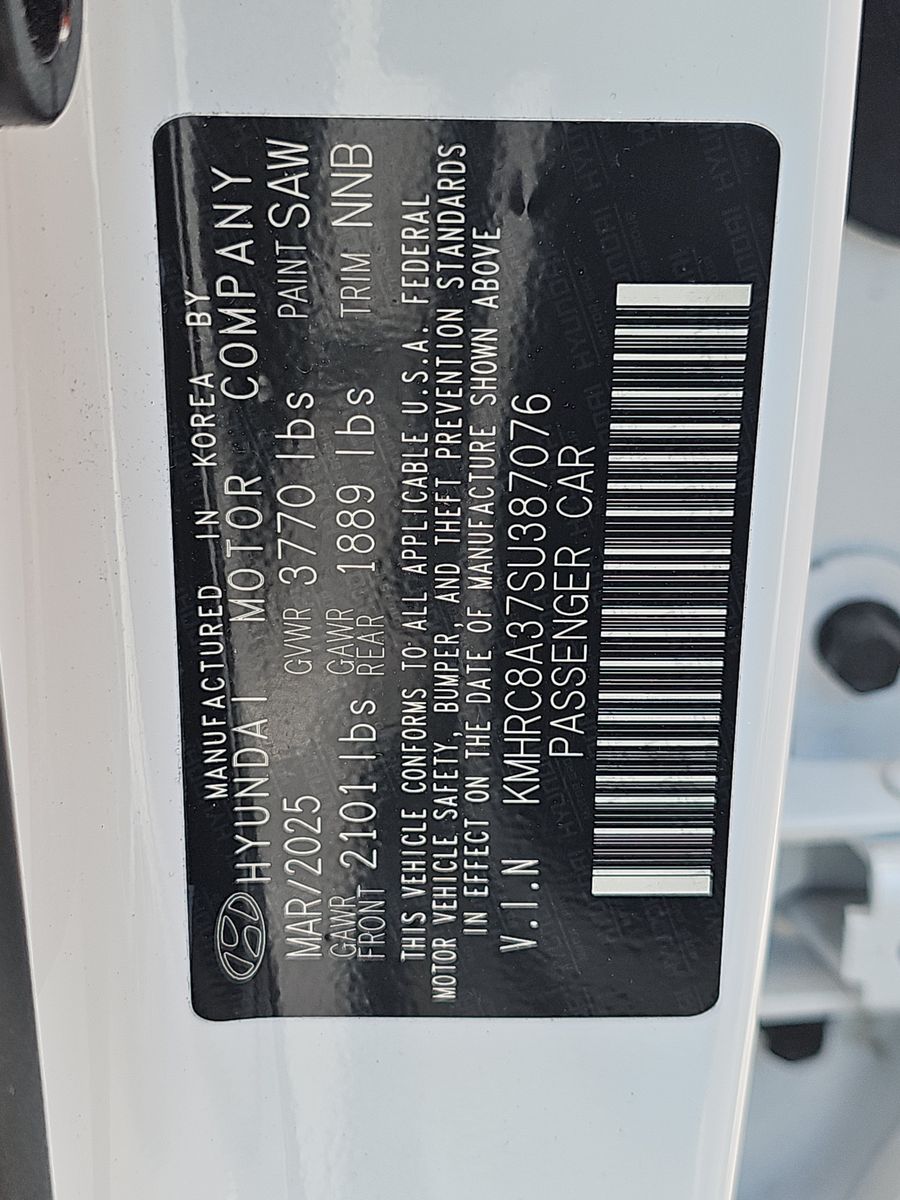 MANUFACTURED IN KOREA BY
HYUNDAI MOTOR COMPANY
MAR/2025 GVWR 3770 lbs PAINT SAW
GAWR FRONT 2101 lbs GAWR REAR 1889 lbs TRIM NNB
THIS VEHICLE CONFORMS TO ALL APPLICABLE U.S.A. FEDERAL
MOTOR VEHICLE SAFETY, BUMPER, AND THEFT PREVENTION STANDARDS
IN EFFECT ON THE DATE OF MANUFACTURE SHOWN ABOVE
V.I.N KMHRC8A37SU387076
PASSENGER CAR